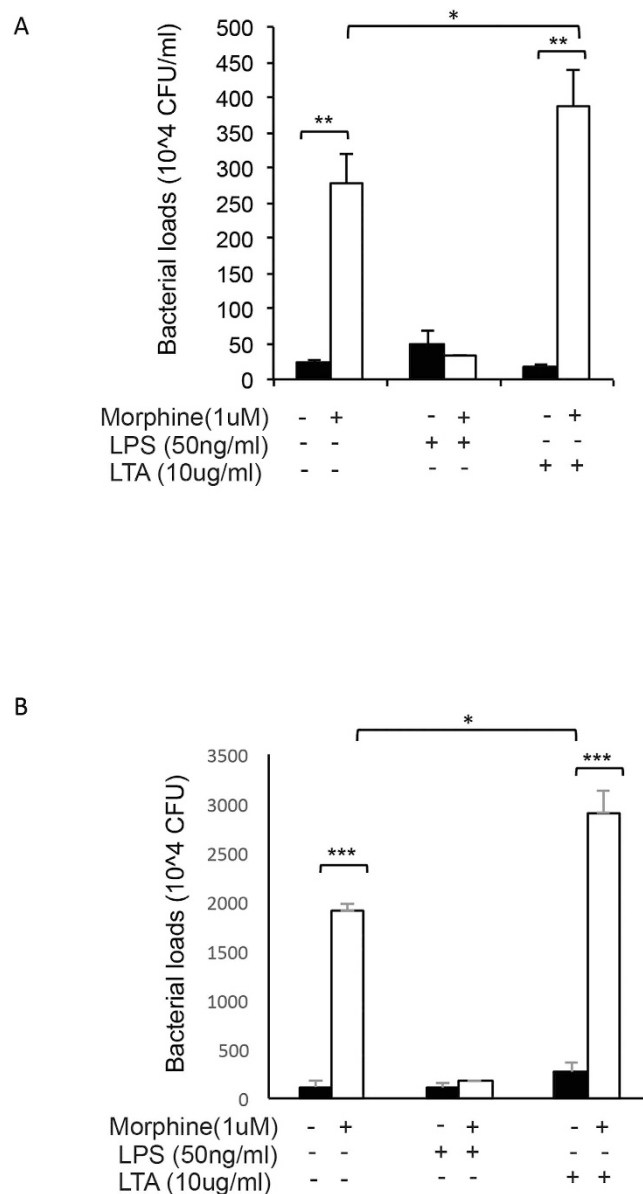 A
Bacterial loads (10^4 CFU/ml)
500
450
400
350
300
250
200
150
100
50
0
*
**
**
Morphine(1uM) - + - + - +
LPS (50ng/ml) - - + + - -
LTA (10ug/ml) - - - - + +
B
Bacterial loads (10^4 CFU)
3500
3000
2500
2000
1500
1000
500
0
*
***
***
Morphine(1uM) - + - + - +
LPS (50ng/ml) - - + + - -
LTA (10ug/ml) - - - - + +